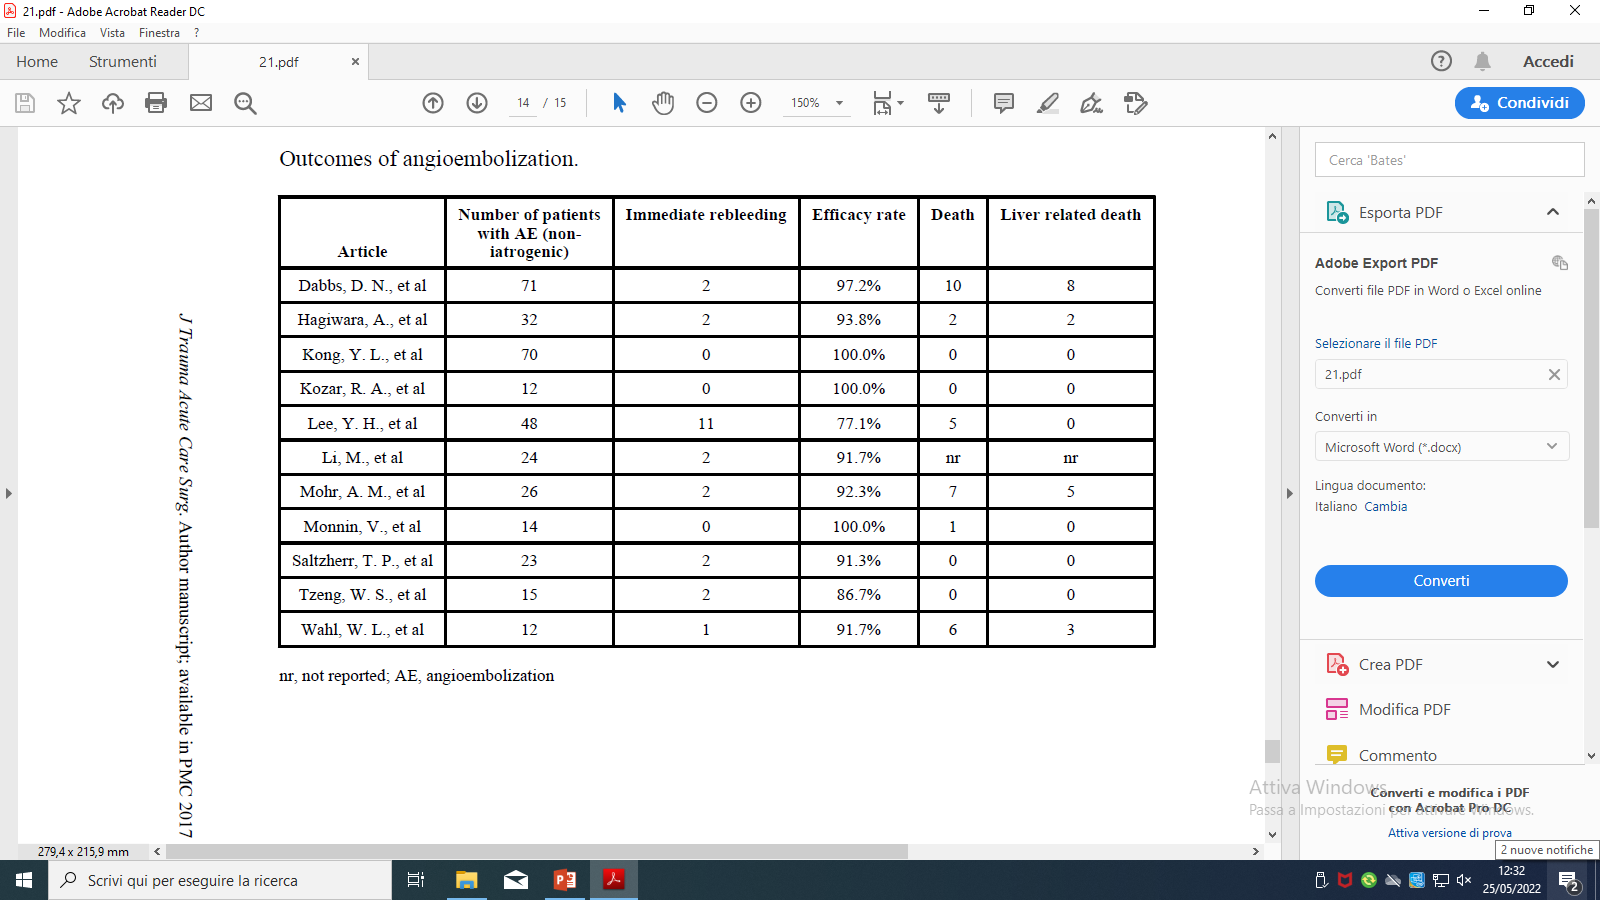 21.pdf - Adobe Acrobat Reader DC
File Modifica Vista Finestra ?
Home Strumenti 21.pdf × ? Accedi
14 / 15 150% Condividi
Outcomes of angioembolization.
Article Number of patients with AE (non-iatrogenic) Immediate rebleeding Efficacy rate Death Liver related death
Dabbs, D. N., et al 71 2 97.2% 10 8
Hagiwara, A., et al 32 2 93.8% 2 2
Kong, Y. L., et al 70 0 100.0% 0 0
Kozar, R. A., et al 12 0 100.0% 0 0
Lee, Y. H., et al 48 11 77.1% 5 0
Li, M., et al 24 2 91.7% nr nr
Mohr, A. M., et al 26 2 92.3% 7 5
Monnin, V., et al 14 0 100.0% 1 0
Saltzherr, T. P., et al 23 2 91.3% 0 0
Tzeng, W. S., et al 15 2 86.7% 0 0
Wahl, W. L., et al 12 1 91.7% 6 3
nr, not reported; AE, angioembolization
J Trauma Acute Care Surg. Author manuscript; available in PMC 2017
279,4 x 215,9 mm
Cerca 'Bates'
Esporta PDF
Adobe Export PDF
Converti file PDF in Word o Excel online
Selezionare il file PDF
21.pdf
Converti in
Microsoft Word (*.docx)
Lingua documento:
Italiano Cambia
Converti
Crea PDF
Modifica PDF
Commento
Attiva Windows
Passa a Impostazioni per attivare Windows.
Converti e modifica i PDF
con Acrobat Pro DC
Attiva versione di prova
2 nuove notifiche
Scrivi qui per eseguire la ricerca
12:32
25/05/2022
2